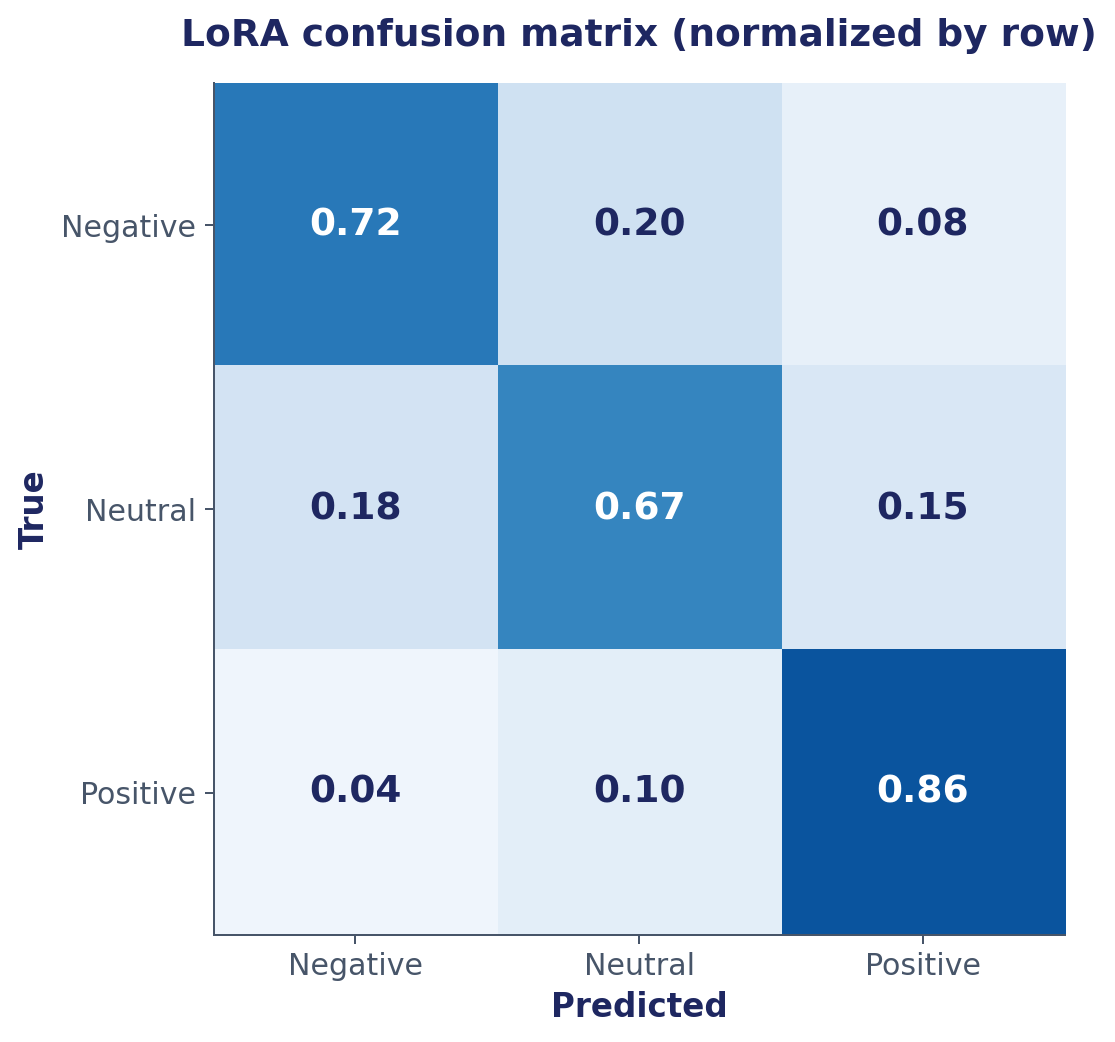 LoRA confusion matrix (normalized by row)
Negative 0.72 0.20 0.08
True
Neutral 0.18 0.67 0.15
Positive 0.04 0.10 0.86
Negative Neutral Positive
Predicted